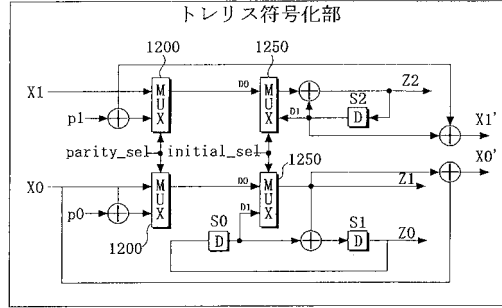 トレリス符号化部
1200
1250
X1
MUX
D0
MUX
Z2
D1
S2
D
p1
X1'
parity_sel
initial_sel
X0'
1250
X0
MUX
D0
MUX
Z1
D1
p0
S0
D
S1
D
Z0
1200